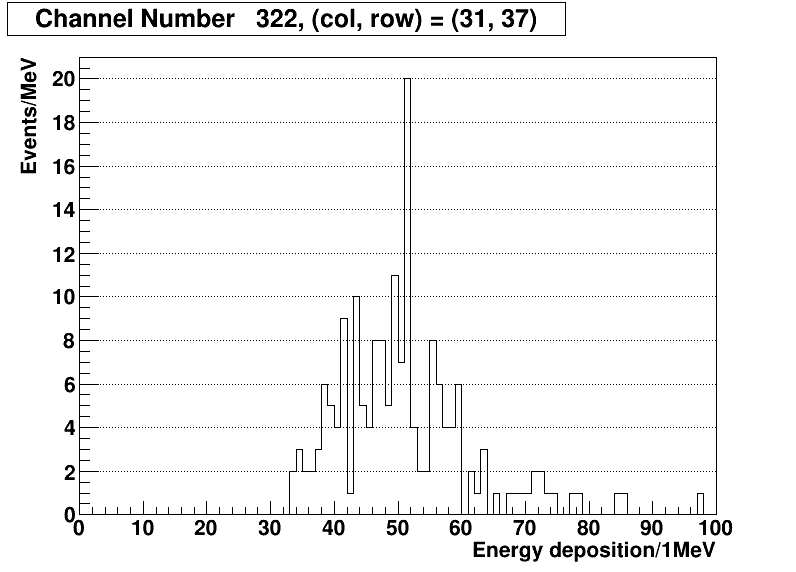 Channel Number 322, (col, row) = (31, 37)
Events/MeV
20
18
16
14
12
10
8
6
4
2
0
0 10 20 30 40 50 60 70 80 90 100
Energy deposition/1MeV